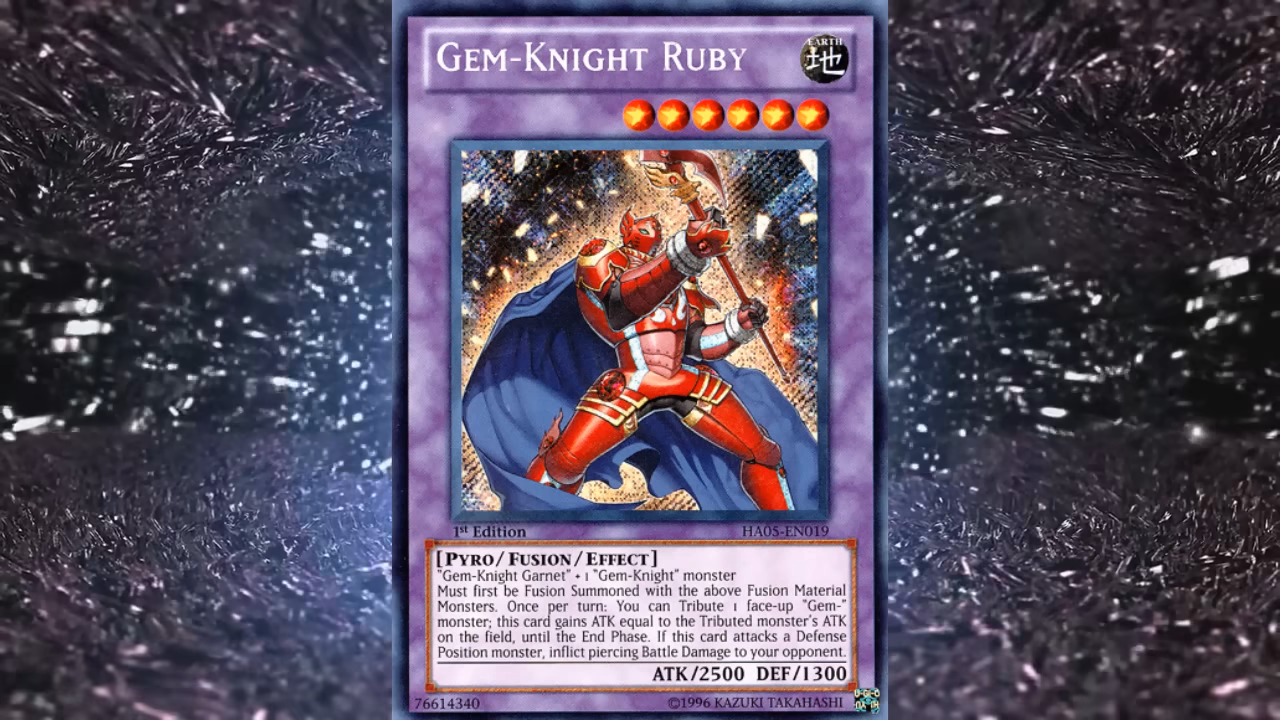 GEM-KNIGHT RUBY
EARTH
地
1st Edition
HA05-EN019
[PYRO/FUSION/EFFECT]
"Gem-Knight Garnet" + 1 "Gem-Knight" monster
Must first be Fusion Summoned with the above Fusion Material
Monsters. Once per turn: You can Tribute 1 face-up "Gem-"
monster; this card gains ATK equal to the Tributed monster's ATK
on the field, until the End Phase. If this card attacks a Defense
Position monster, inflict piercing Battle Damage to your opponent.
ATK/2500 DEF/1300
76614340
©1996 KAZUKI TAKAHASHI